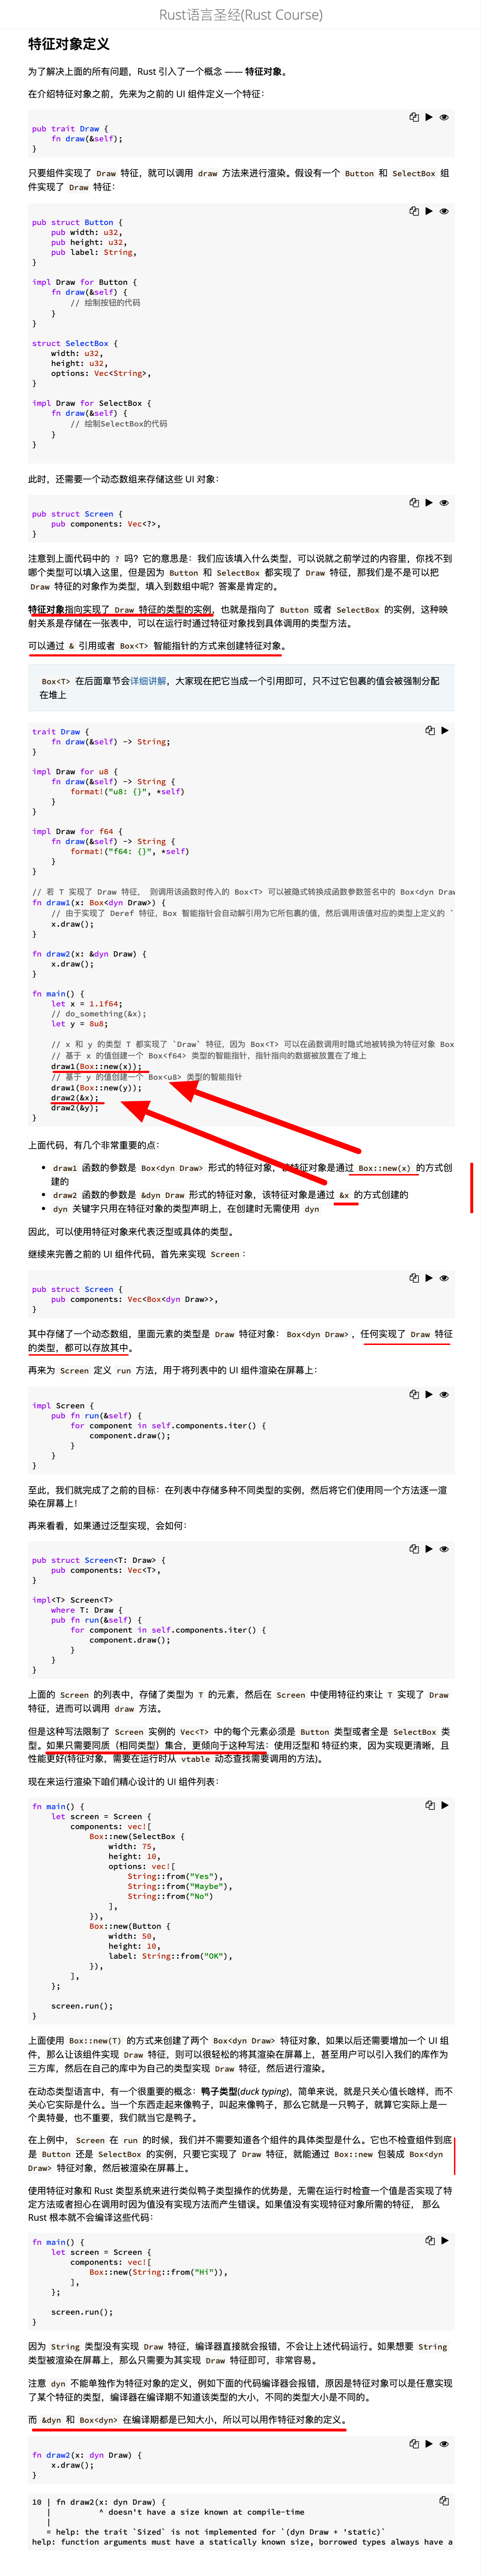 Rust语言圣经(Rust Course)
特征对象定义
为了解决上面的所有问题，Rust 引入了一个概念 —— 特征对象。
在介绍特征对象之前，先来为之前的 UI 组件定义一个特征：
pub trait Draw {
    fn draw(&self);
}
只要组件实现了 Draw 特征，就可以调用 draw 方法来进行渲染。假设有一个 Button 和 SelectBox 组
件实现了 Draw 特征：
pub struct Button {
    pub width: u32,
    pub height: u32,
    pub label: String,
}
impl Draw for Button {
    fn draw(&self) {
        // 绘制按钮的代码
    }
}
struct SelectBox {
    width: u32,
    height: u32,
    options: Vec<String>,
}
impl Draw for SelectBox {
    fn draw(&self) {
        // 绘制SelectBox的代码
    }
}
此时，还需要一个动态数组来存储这些 UI 对象：
pub struct Screen {
    pub components: Vec<?>,
}
注意到上面代码中的 ? 吗？它的意思是：我们应该填入什么类型，可以说就之前学过的内容里，你找不到
哪个类型可以填入这里，但是因为 Button 和 SelectBox 都实现了 Draw 特征，那我们是不是可以把
Draw 特征的对象作为类型，填入到数组中呢？答案是肯定的。
特征对象指向实现了 Draw 特征的类型的实例，也就是指向了 Button 或者 SelectBox 的实例，这种映
射关系是存储在一张表中，可以在运行时通过特征对象找到具体调用的类型方法。
可以通过 & 引用或者 Box<T> 智能指针的方式来创建特征对象。
Box<T> 在后面章节会详细讲解，大家现在把它当成一个引用即可，只不过它包裹的值会被强制分配
在堆上
trait Draw {
    fn draw(&self) -> String;
}
impl Draw for u8 {
    fn draw(&self) -> String {
        format!("u8: {}", *self)
    }
}
impl Draw for f64 {
    fn draw(&self) -> String {
        format!("f64: {}", *self)
    }
}
// 若 T 实现了 Draw 特征， 则调用该函数时传入的 Box<T> 可以被隐式转换成函数参数签名中的 Box<dyn Draw
fn draw1(x: Box<dyn Draw>) {
    // 由于实现了 Deref 特征，Box 智能指针会自动解引用为它所包裹的值，然后调用该值对应的类型上定义的 `
    x.draw();
}
fn draw2(x: &dyn Draw) {
    x.draw();
}
fn main() {
    let x = 1.1f64;
    // do_something(&x);
    let y = 8u8;
    // x 和 y 的类型 T 都实现了 `Draw` 特征，因为 Box<T> 可以在函数调用时隐式地被转换为特征对象 Box
    // 基于 x 的值创建一个 Box<f64> 类型的智能指针，指针指向的数据被放置在了堆上
    draw1(Box::new(x));
    // 基于 y 的值创建一个 Box<u8> 类型的智能指针
    draw1(Box::new(y));
    draw2(&x);
    draw2(&y);
}
上面代码，有几个非常重要的点：
• draw1 函数的参数是 Box<dyn Draw> 形式的特征对象，该特征对象是通过 Box::new(x) 的方式创
建的
• draw2 函数的参数是 &dyn Draw 形式的特征对象，该特征对象是通过 &x 的方式创建的
• dyn 关键字只用在特征对象的类型声明上，在创建时无需使用 dyn
因此，可以使用特征对象来代表泛型或具体的类型。
继续来完善之前的 UI 组件代码，首先来实现 Screen：
pub struct Screen {
    pub components: Vec<Box<dyn Draw>>,
}
其中存储了一个动态数组，里面元素的类型是 Draw 特征对象： Box<dyn Draw>，任何实现了 Draw 特征
的类型，都可以存放其中。
再来为 Screen 定义 run 方法，用于将列表中的 UI 组件渲染在屏幕上：
impl Screen {
    pub fn run(&self) {
        for component in self.components.iter() {
            component.draw();
        }
    }
}
至此，我们就完成了之前的目标：在列表中存储多种不同类型的实例，然后将它们使用同一个方法逐一渲
染在屏幕上！
再来看看，如果通过泛型实现，会如何：
pub struct Screen<T: Draw> {
    pub components: Vec<T>,
}
impl<T> Screen<T>
    where T: Draw {
    pub fn run(&self) {
        for component in self.components.iter() {
            component.draw();
        }
    }
}
上面的 Screen 的列表中，存储了类型为 T 的元素，然后在 Screen 中使用特征约束让 T 实现了 Draw
特征，进而可以调用 draw 方法。
但是这种写法限制了 Screen 实例的 Vec<T> 中的每个元素必须是 Button 类型或者全是 SelectBox 类
型。如果只需要同质（相同类型）集合，更倾向于这种写法：使用泛型和 特征约束，因为实现更清晰，且
性能更好(特征对象，需要在运行时从 vtable 动态查找需要调用的方法)。
现在来运行渲染下咱们精心设计的 UI 组件列表：
fn main() {
    let screen = Screen {
        components: vec![
            Box::new(SelectBox {
                width: 75,
                height: 10,
                options: vec![
                    String::from("Yes"),
                    String::from("Maybe"),
                    String::from("No")
                ],
            }),
            Box::new(Button {
                width: 50,
                height: 10,
                label: String::from("OK"),
            }),
        ],
    };
    screen.run();
}
上面使用 Box::new(T) 的方式来创建了两个 Box<dyn Draw> 特征对象，如果以后还需要增加一个 UI 组
件，那么让该组件实现 Draw 特征，则可以很轻松的将其渲染在屏幕上，甚至用户可以引入我们的库作为
三方库，然后在自己的库中为自己的类型实现 Draw 特征，然后进行渲染。
在动态类型语言中，有一个很重要的概念：鸭子类型(duck typing)，简单来说，就是只关心值长啥样，而不
关心它实际是什么。当一个东西走起来像鸭子，叫起来像鸭子，那么它就是一只鸭子，就算它实际上是一
个奥特曼，也不重要，我们就当它是鸭子。
在上例中，Screen 在 run 的时候，我们并不需要知道各个组件的具体类型是什么。它也不检查组件到底
是 Button 还是 SelectBox 的实例，只要它实现了 Draw 特征，就能通过 Box::new 包装成 Box<dyn
Draw> 特征对象，然后被渲染在屏幕上。
使用特征对象和 Rust 类型系统来进行类似鸭子类型操作的优势是，无需在运行时检查一个值是否实现了特
定方法或者担心在调用时因为值没有实现方法而产生错误。如果值没有实现特征对象所需的特征， 那么
Rust 根本就不会编译这些代码：
fn main() {
    let screen = Screen {
        components: vec![
            Box::new(String::from("Hi")),
        ],
    };
    screen.run();
}
因为 String 类型没有实现 Draw 特征，编译器直接就会报错，不会让上述代码运行。如果想要 String
类型被渲染在屏幕上，那么只需要为其实现 Draw 特征即可，非常容易。
注意 dyn 不能单独作为特征对象的定义，例如下面的代码编译器会报错，原因是特征对象可以是任意实现
了某个特征的类型，编译器在编译期不知道该类型的大小，不同的类型大小是不同的。
而 &dyn 和 Box<dyn> 在编译期都是已知大小，所以可以用作特征对象的定义。
fn draw2(x: dyn Draw) {
    x.draw();
}
10 | fn draw2(x: dyn Draw) {
   |          ^ doesn't have a size known at compile-time
   |
   = help: the trait `Sized` is not implemented for `(dyn Draw + 'static)`
help: function arguments must have a statically known size, borrowed types always have a